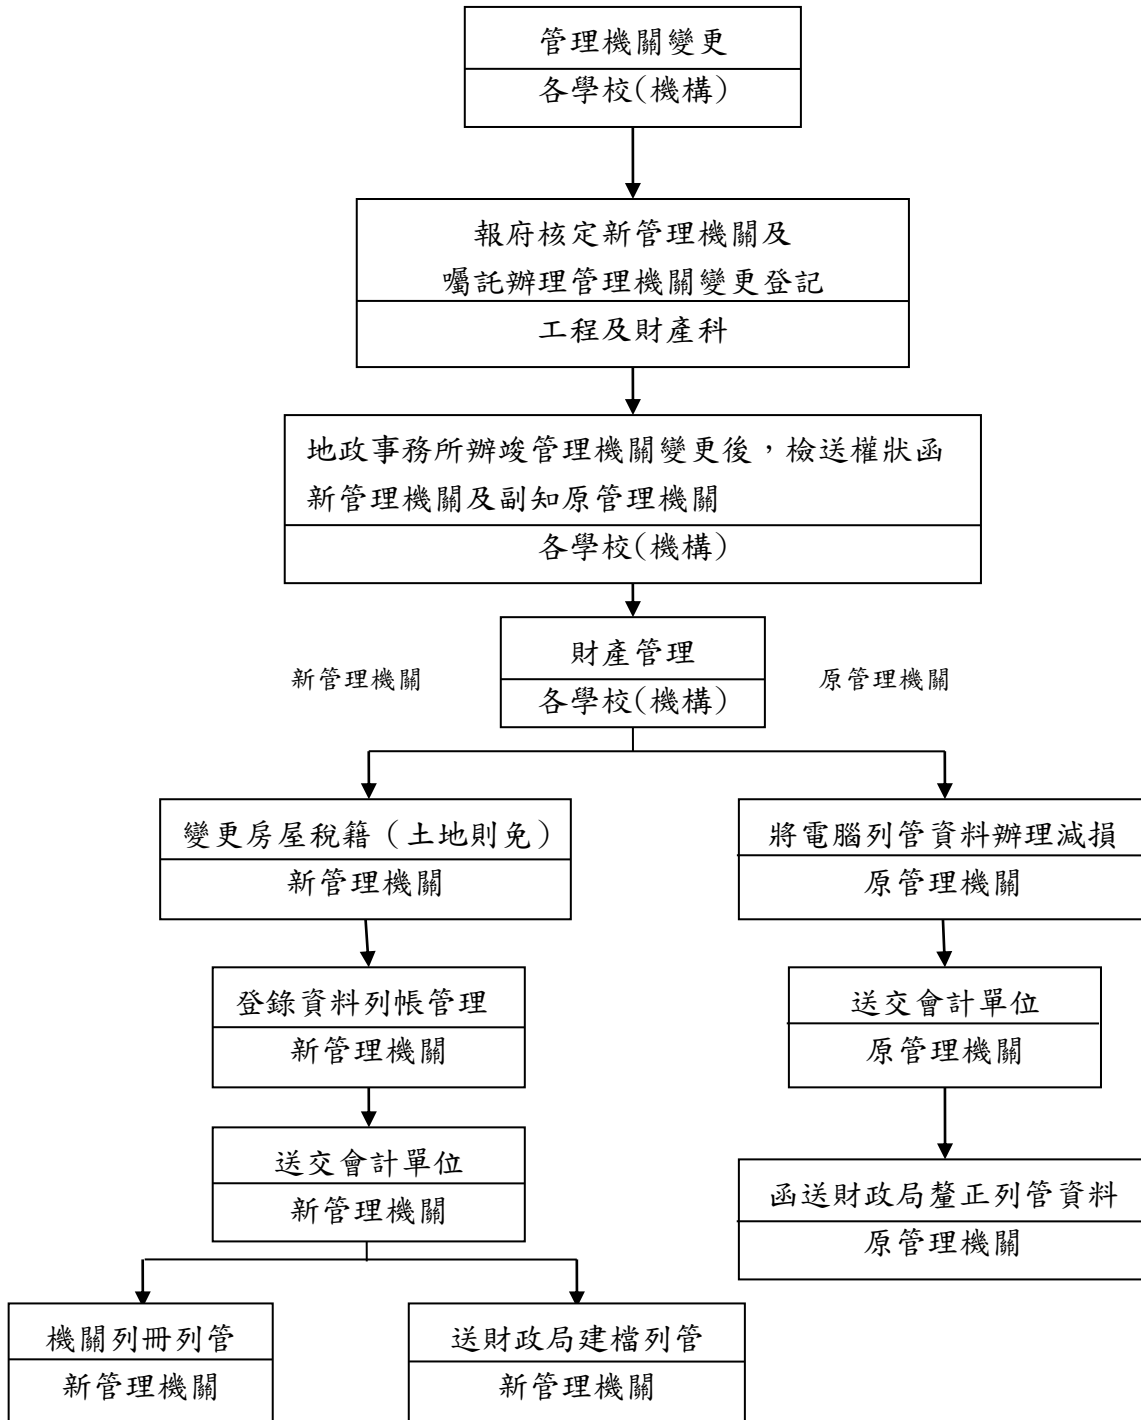 管理機關變更
各學校(機構)
報府核定新管理機關及
囑託辦理管理機關變更登記
工程及財產科
地政事務所辦竣管理機關變更後，檢送權狀函
新管理機關及副知原管理機關
各學校(機構)
財產管理
各學校(機構)
新管理機關
原管理機關
變更房屋稅籍（土地則免）
新管理機關
登錄資料列帳管理
新管理機關
送交會計單位
新管理機關
機關列冊列管
新管理機關
送財政局建檔列管
新管理機關
將電腦列管資料辦理減損
原管理機關
送交會計單位
原管理機關
函送財政局釐正列管資料
原管理機關